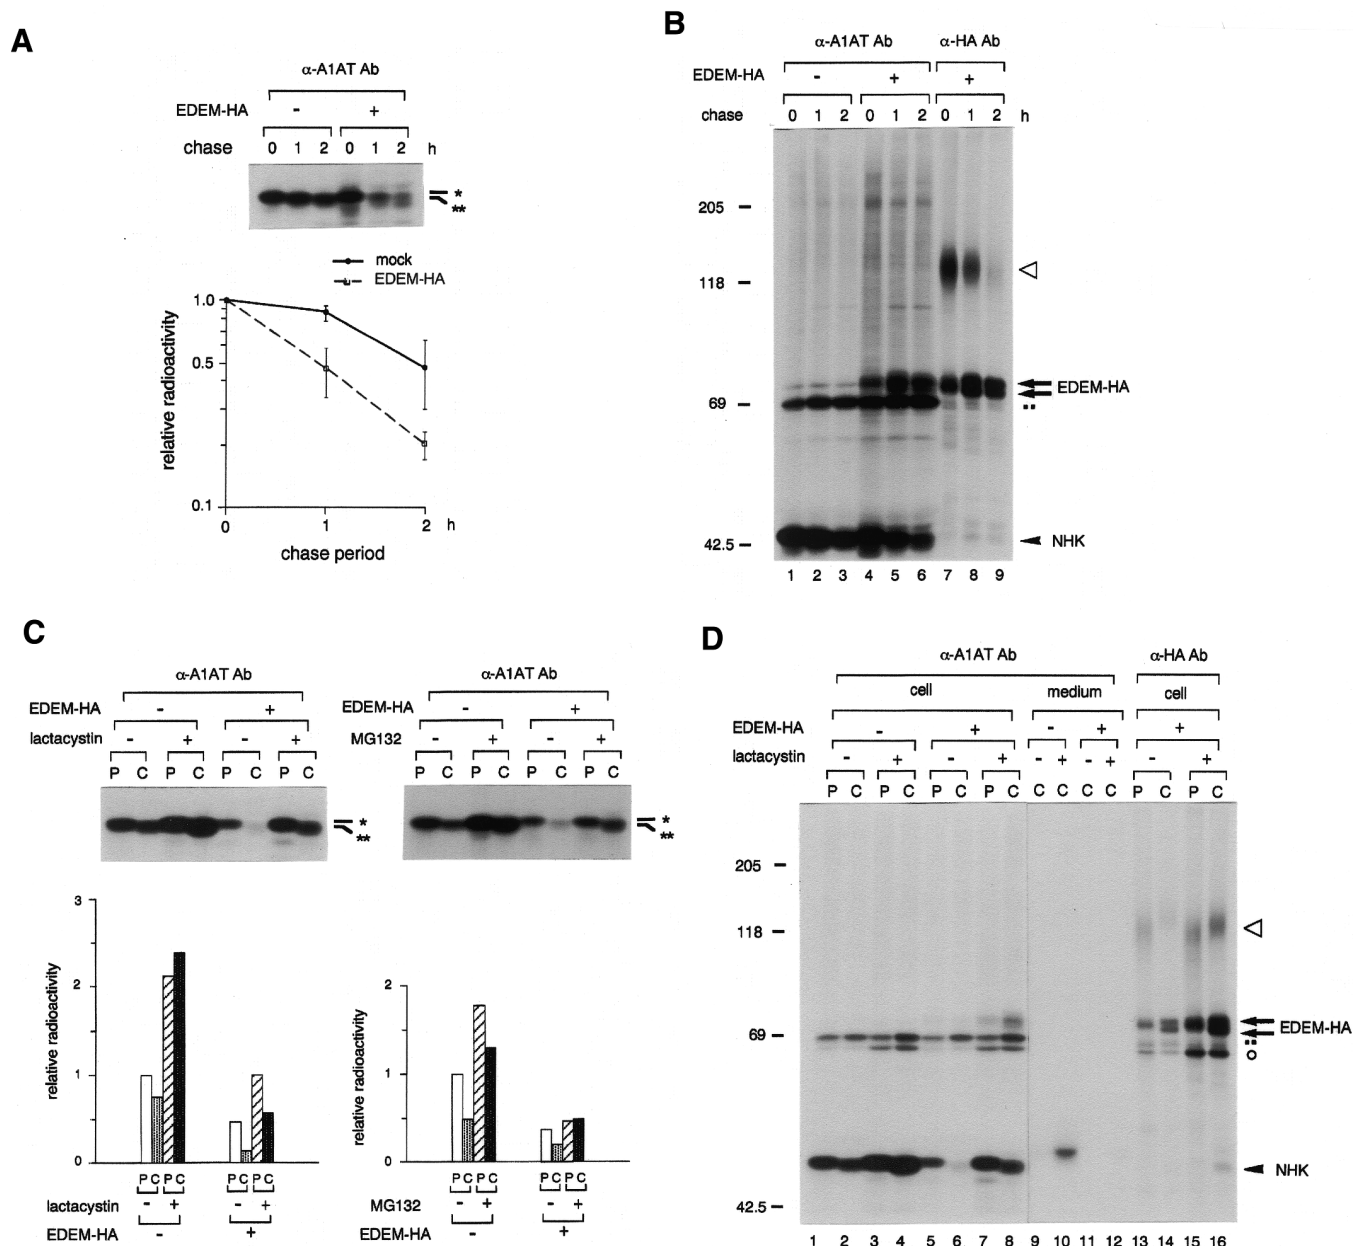 A
α-A1AT Ab
EDEM-HA - +
chase 0 1 2 0 1 2 h
*
**
mock
EDEM-HA
relative radioactivity
1.0
0.5
0.1
0 1 2 h
chase period
B
α-A1AT Ab α-HA Ab
EDEM-HA - + +
chase 0 1 2 0 1 2 0 1 2 h
205
118
69
42.5
EDEM-HA
NHK
1 2 3 4 5 6 7 8 9
C
α-A1AT Ab
EDEM-HA - +
lactacystin - + - +
P C P C P C P C
*
**
relative radioactivity
3
2
1
0
P C P C P C P C
lactacystin - + - +
EDEM-HA - +
α-A1AT Ab
EDEM-HA - +
MG132 - + - +
P C P C P C P C
*
**
relative radioactivity
2
1
0
P C P C P C P C
MG132 - + - +
EDEM-HA - +
D
α-A1AT Ab α-HA Ab
cell medium cell
EDEM-HA - + - + +
lactacystin - + - + - + - + - +
P C P C P C P C C C C C P C P C
205
118
69
42.5
EDEM-HA
NHK
1 2 3 4 5 6 7 8 9 10 11 12 13 14 15 16